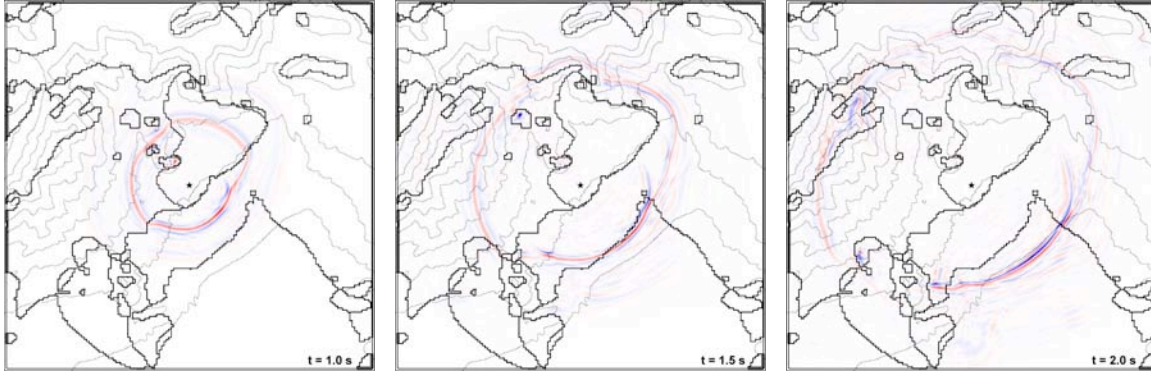 t = 1.0 s
t = 1.5 s
t = 2.0 s